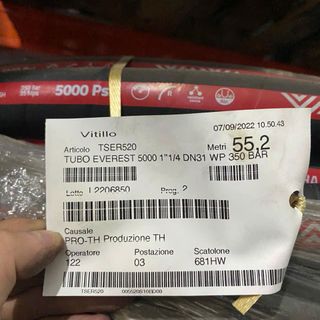 5000 Ps
Vitillo
07/09/2022 10.50.43
Articolo TSER520 Metri 55,2
TUBO EVEREST 5000 1"1/4 DN31 WP 350 BAR
Lotto L2206850 Prog. 2
Causale
PRO-TH Produzione TH
Operatore Postazione Scatolone
122 03 681HW
TSER520